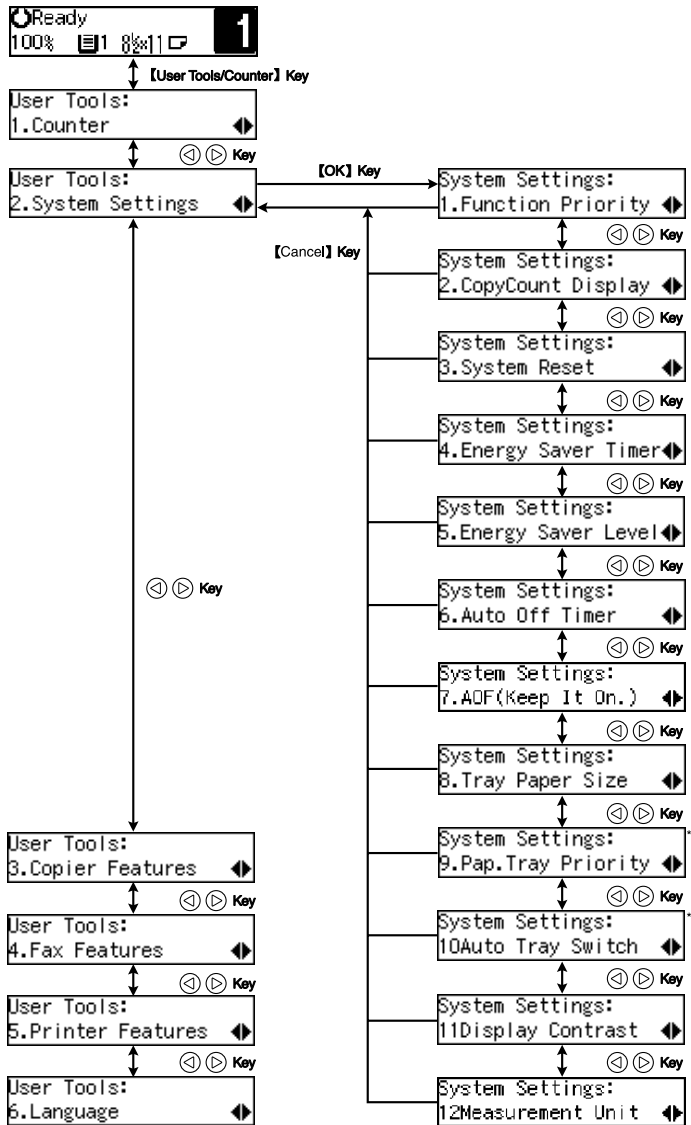 Ready
100% 1 8½×11 1
【User Tools/Counter】 Key
User Tools:
1.Counter
Key
User Tools:
2.System Settings
【OK】 Key
【Cancel】 Key
Key
User Tools:
3.Copier Features
Key
User Tools:
4.Fax Features
Key
User Tools:
5.Printer Features
Key
User Tools:
6.Language
System Settings:
1.Function Priority
Key
System Settings:
2.CopyCount Display
Key
System Settings:
3.System Reset
Key
System Settings:
4.Energy Saver Timer
Key
System Settings:
5.Energy Saver Level
Key
System Settings:
6.Auto Off Timer
Key
System Settings:
7.AOF(Keep It On.)
Key
System Settings:
8.Tray Paper Size
Key
System Settings: *
9.Pap.Tray Priority
Key
System Settings: *
10Auto Tray Switch
Key
System Settings:
11Display Contrast
Key
System Settings:
12Measurement Unit